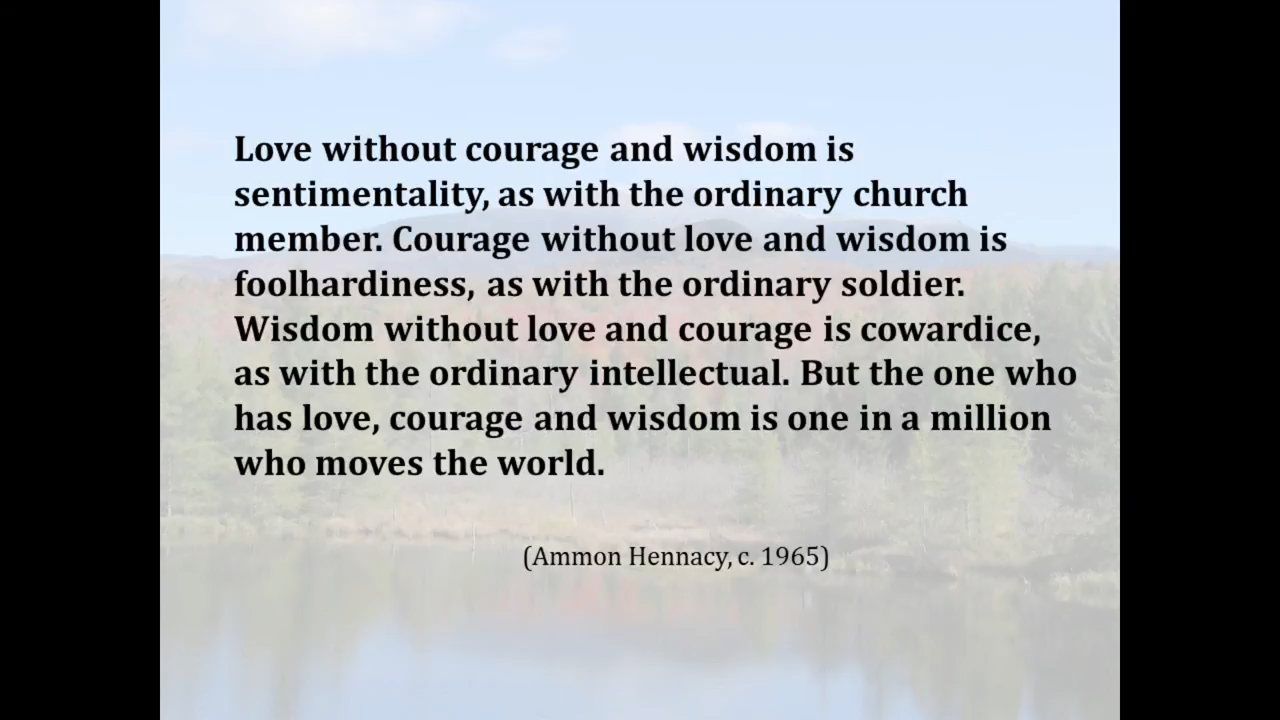 Love without courage and wisdom is
sentimentality, as with the ordinary church
member. Courage without love and wisdom is
foolhardiness, as with the ordinary soldier.
Wisdom without love and courage is cowardice,
as with the ordinary intellectual. But the one who
has love, courage and wisdom is one in a million
who moves the world.
(Ammon Hennacy, c. 1965)